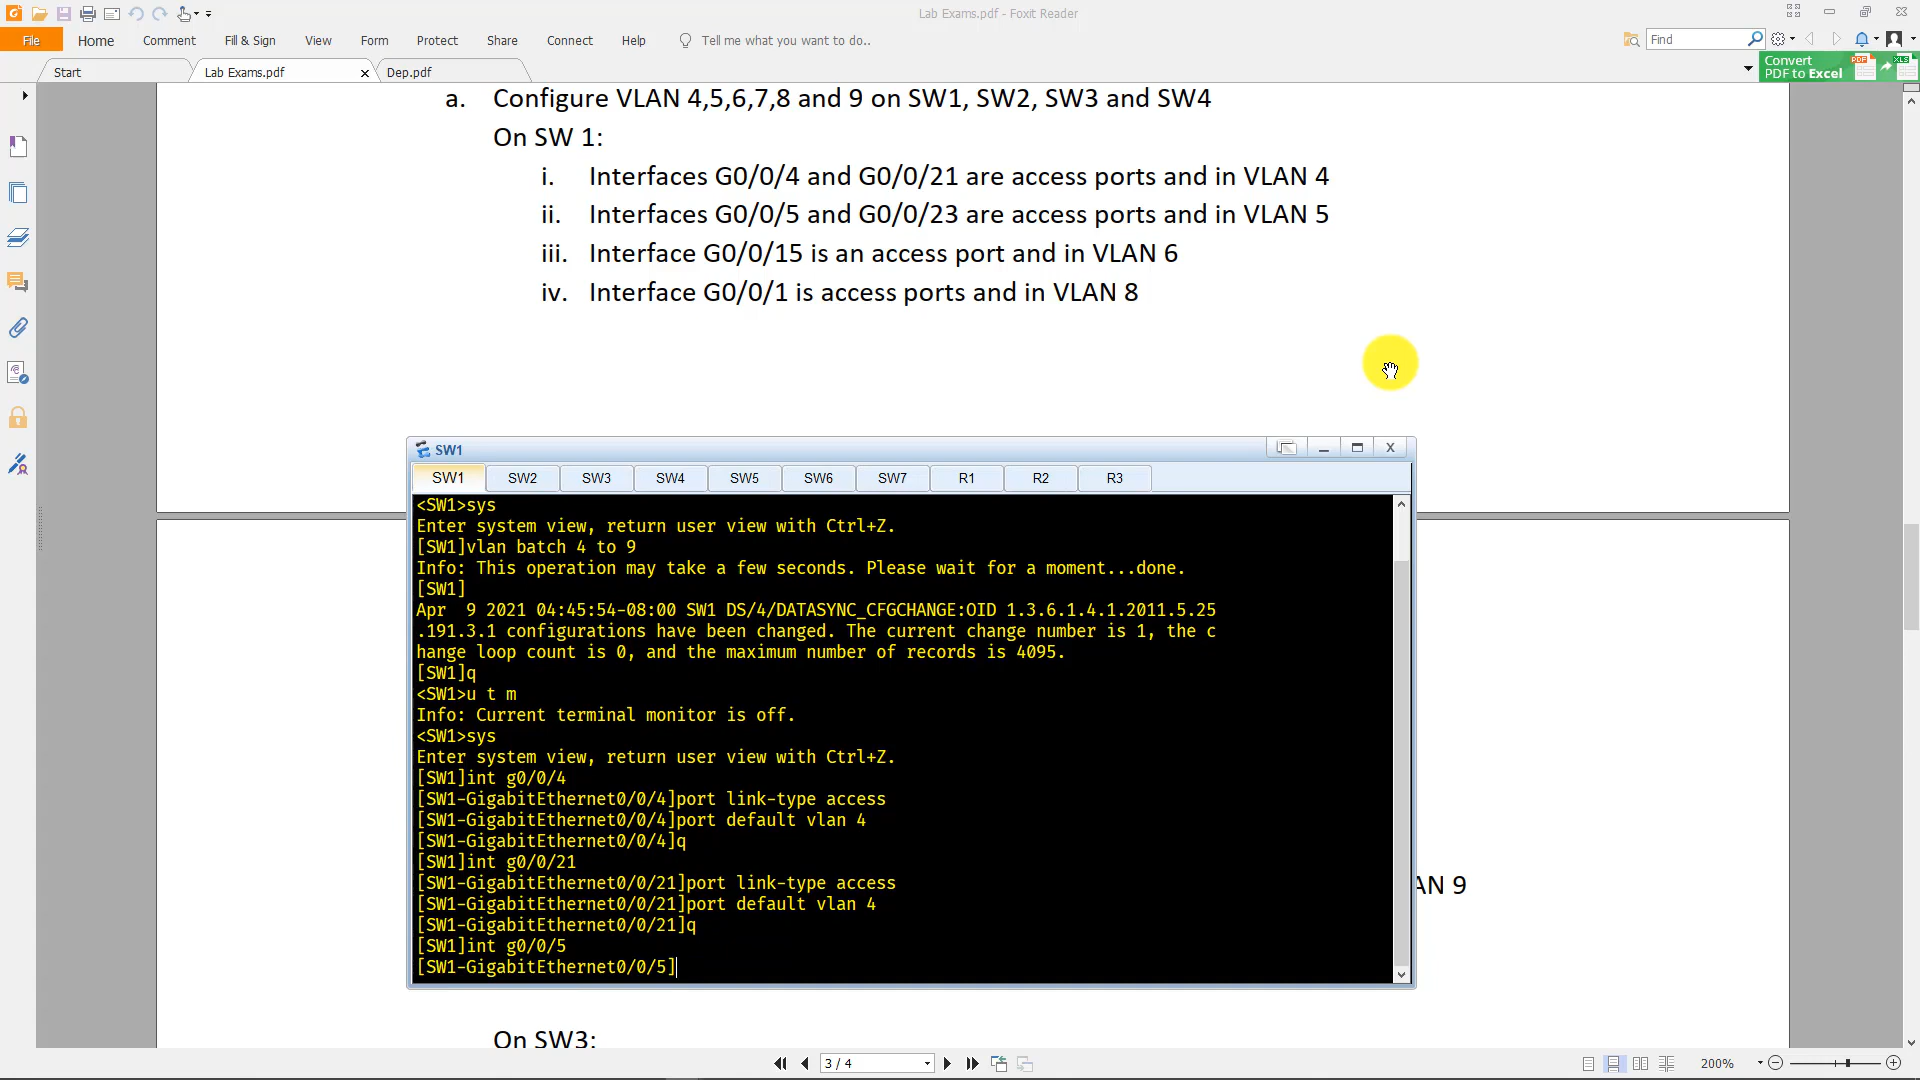 Lab Exams.pdf - Foxit Reader
File
Home
Comment
Fill & Sign
View
Form
Protect
Share
Connect
Help
Tell me what you want to do..
Find
Start
Lab Exams.pdf
Dep.pdf
Convert
PDF to Excel
a. Configure VLAN 4,5,6,7,8 and 9 on SW1, SW2, SW3 and SW4
On SW 1:
i. Interfaces G0/0/4 and G0/0/21 are access ports and in VLAN 4
ii. Interfaces G0/0/5 and G0/0/23 are access ports and in VLAN 5
iii. Interface G0/0/15 is an access port and in VLAN 6
iv. Interface G0/0/1 is access ports and in VLAN 8
SW1
SW1 SW2 SW3 SW4 SW5 SW6 SW7 R1 R2 R3
<SW1>sys
Enter system view, return user view with Ctrl+Z.
[SW1]vlan batch 4 to 9
Info: This operation may take a few seconds. Please wait for a moment...done.
[SW1]
Apr  9 2021 04:45:54-08:00 SW1 DS/4/DATASYNC_CFGCHANGE:OID 1.3.6.1.4.1.2011.5.25
.191.3.1 configurations have been changed. The current change number is 1, the c
hange loop count is 0, and the maximum number of records is 4095.
[SW1]q
<SW1>u t m
Info: Current terminal monitor is off.
<SW1>sys
Enter system view, return user view with Ctrl+Z.
[SW1]int g0/0/4
[SW1-GigabitEthernet0/0/4]port link-type access
[SW1-GigabitEthernet0/0/4]port default vlan 4
[SW1-GigabitEthernet0/0/4]q
[SW1]int g0/0/21
[SW1-GigabitEthernet0/0/21]port link-type access
[SW1-GigabitEthernet0/0/21]port default vlan 4
[SW1-GigabitEthernet0/0/21]q
[SW1]int g0/0/5
[SW1-GigabitEthernet0/0/5]
AN 9
On SW3:
3 / 4
200%